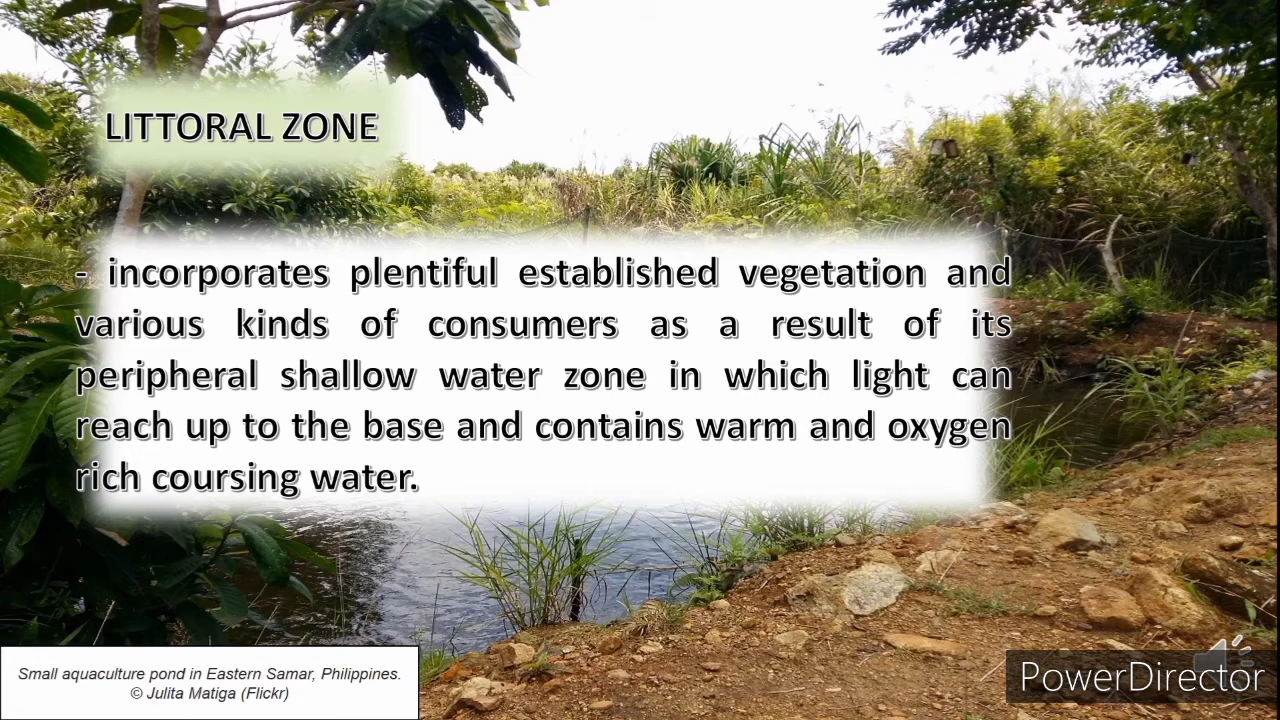 LITTORAL ZONE
- incorporates plentiful established vegetation and
various kinds of consumers as a result of its
peripheral shallow water zone in which light can
reach up to the base and contains warm and oxygen
rich coursing water.
Small aquaculture pond in Eastern Samar, Philippines.
© Julita Matiga (Flickr)
PowerDirector